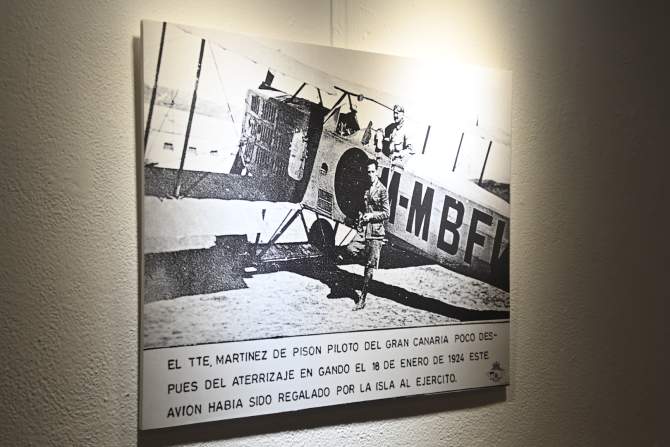 M-MBFV
EL TTE, MARTINEZ DE PISON PILOTO DEL GRAN CANARIA POCO DES-
PUES DEL ATERRIZAJE EN GANDO EL 18 DE ENERO DE 1924 ESTE
AVION HABIA SIDO REGALADO POR LA ISLA AL EJERCITO.